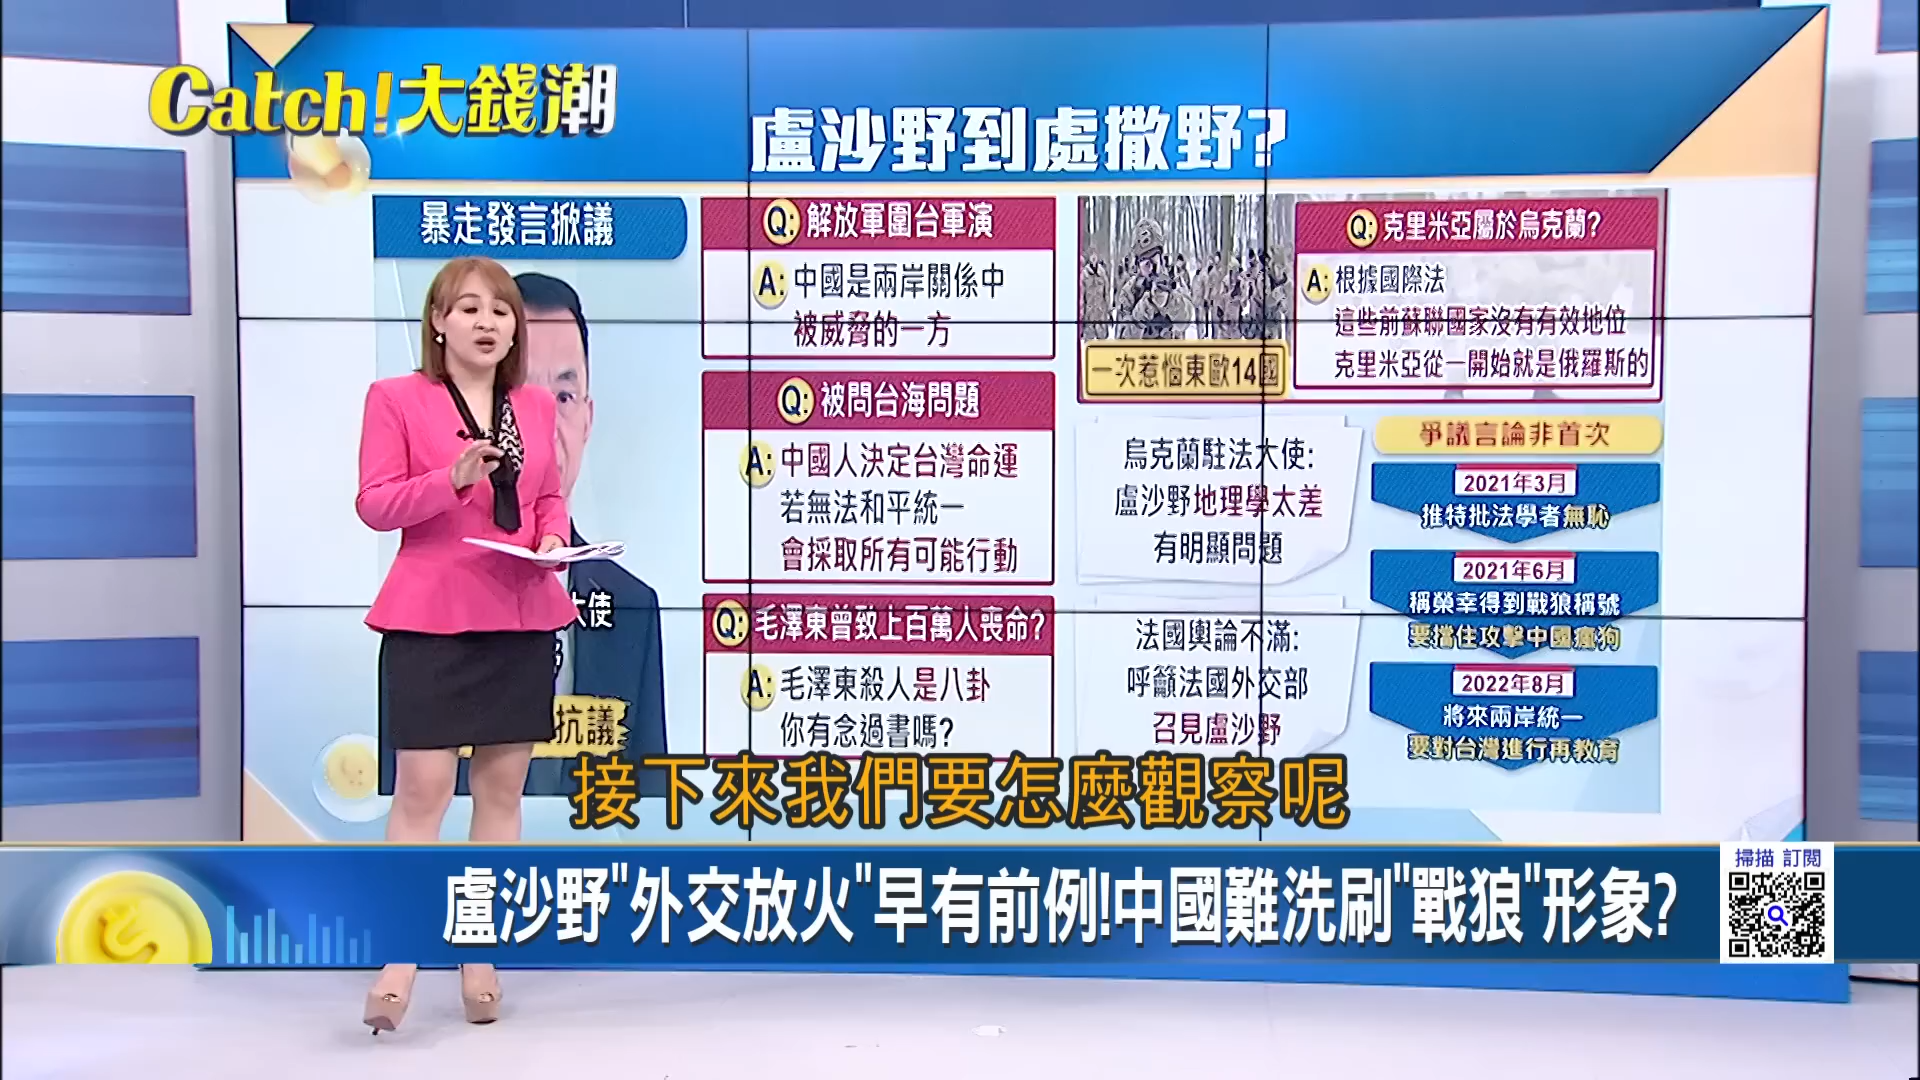 Catch!大錢潮
盧沙野到處撒野?
暴走發言掀議
大使
抗議
Q:解放軍圍台軍演
A:中國是兩岸關係中
被威脅的一方
Q:被問台海問題
A:中國人決定台灣命運
若無法和平統一
會採取所有可能行動
Q:毛澤東曾致上百萬人喪命?
A:毛澤東殺人是八卦
你有念過書嗎?
一次惹惱東歐14國
Q:克里米亞屬於烏克蘭?
A:根據國際法
這些前蘇聯國家沒有有效地位
克里米亞從一開始就是俄羅斯的
烏克蘭駐法大使:
盧沙野地理學太差
有明顯問題
法國輿論不滿:
呼籲法國外交部
召見盧沙野
爭議言論非首次
2021年3月
推特批法學者無恥
2021年6月
稱榮幸得到戰狼稱號
要擋住攻擊中國瘋狗
2022年8月
將來兩岸統一
要對台灣進行再教育
接下來我們要怎麼觀察呢
盧沙野"外交放火"早有前例!中國難洗刷"戰狼"形象?
掃描 訂閱